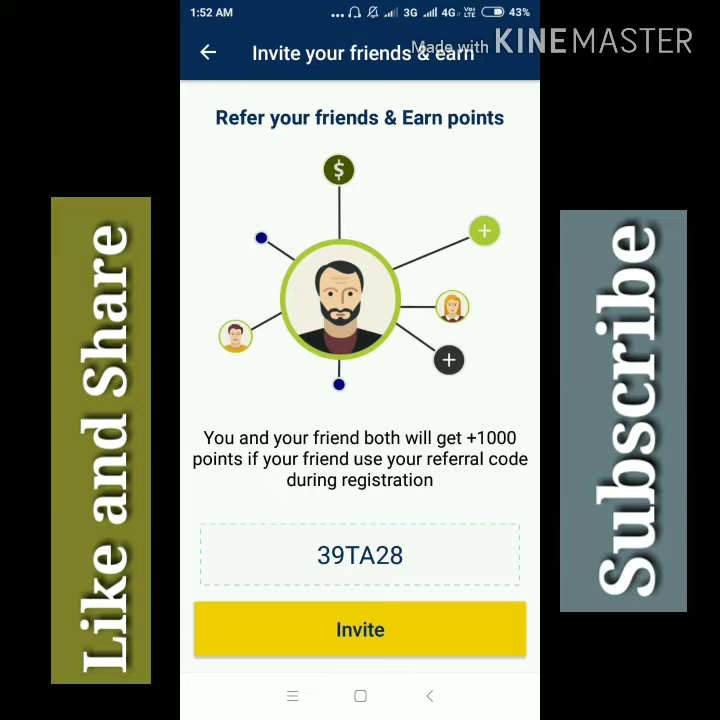 1:52 AM ... 3G 4G Vo LTE 43%
Invite your friends & earn
Made with KINEMASTER
Refer your friends & Earn points
$
+
+
You and your friend both will get +1000
points if your friend use your referral code
during registration
39TA28
Invite
Like and Share
Subscribe